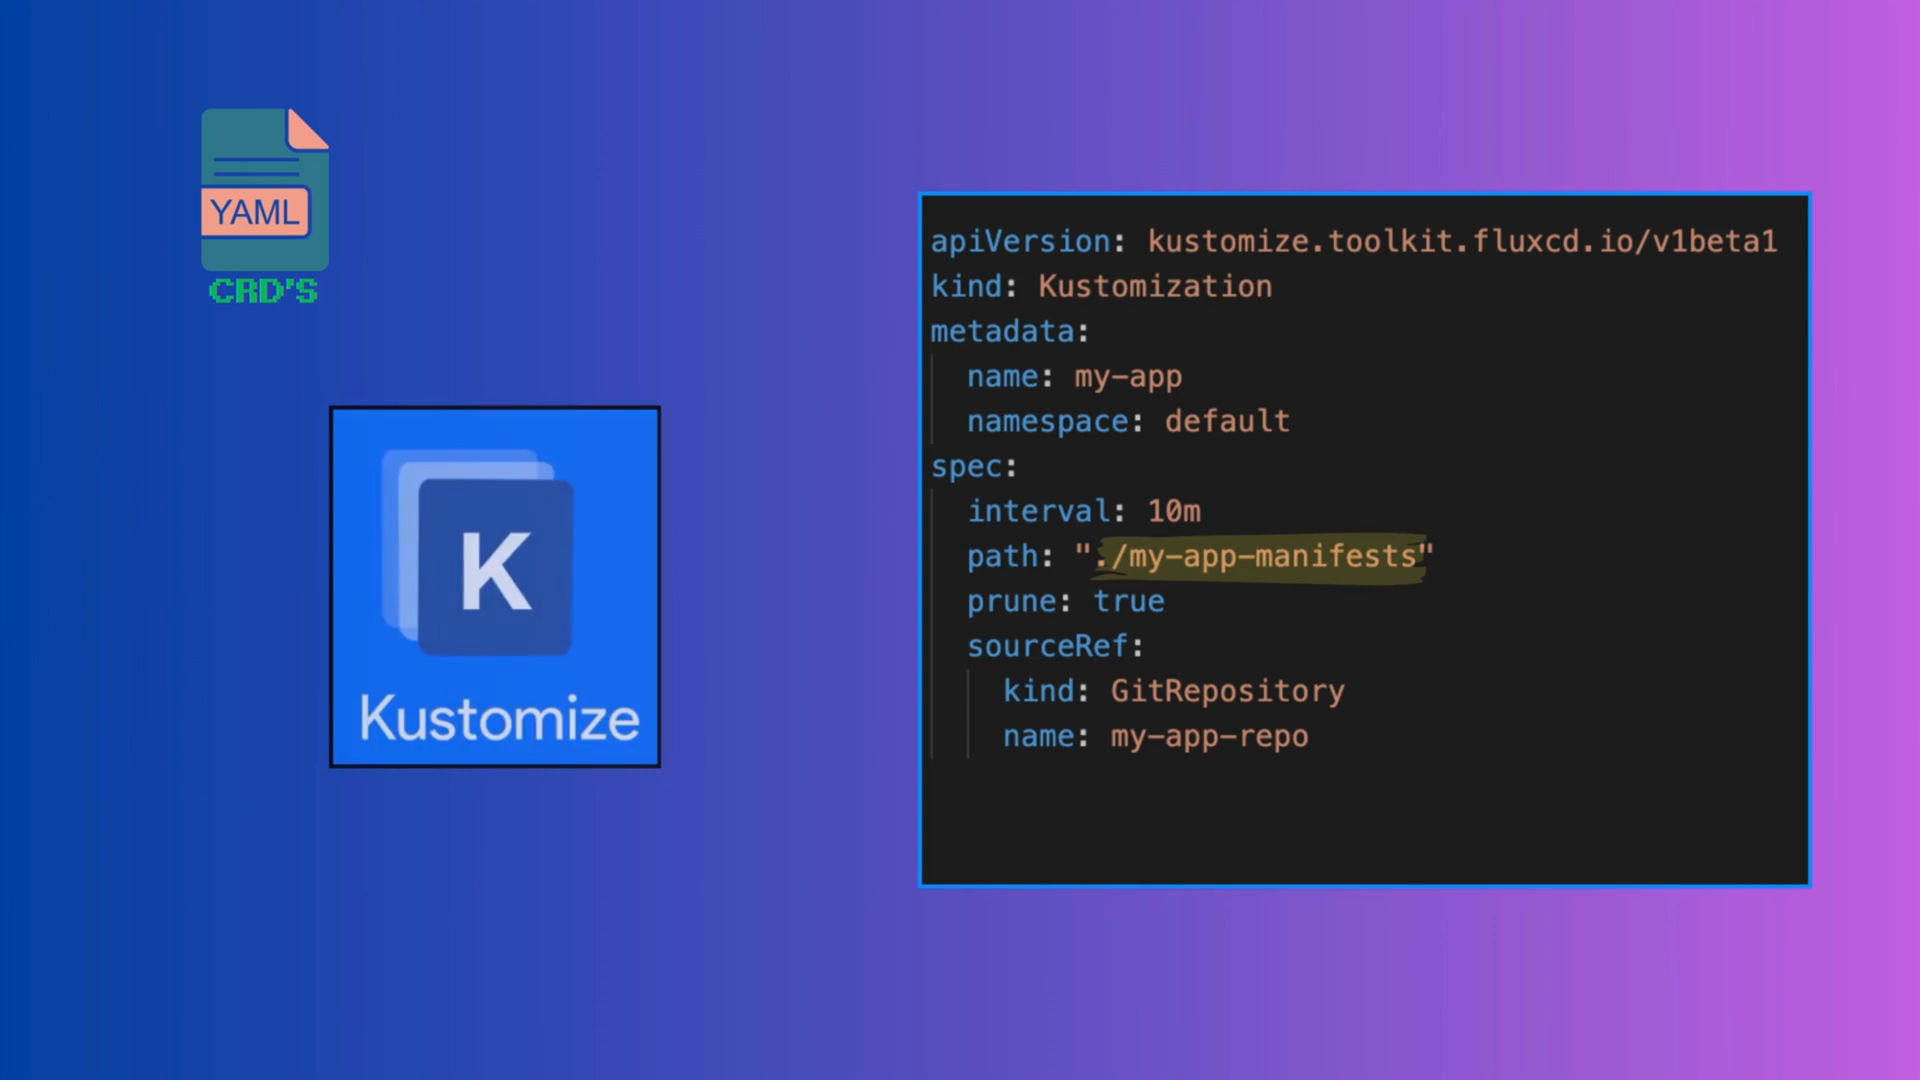 YAML
CRD'S
Kustomize
apiVersion: kustomize.toolkit.fluxcd.io/v1beta1
kind: Kustomization
metadata:
  name: my-app
  namespace: default
spec:
  interval: 10m
  path: "./my-app-manifests"
  prune: true
  sourceRef:
    kind: GitRepository
    name: my-app-repo